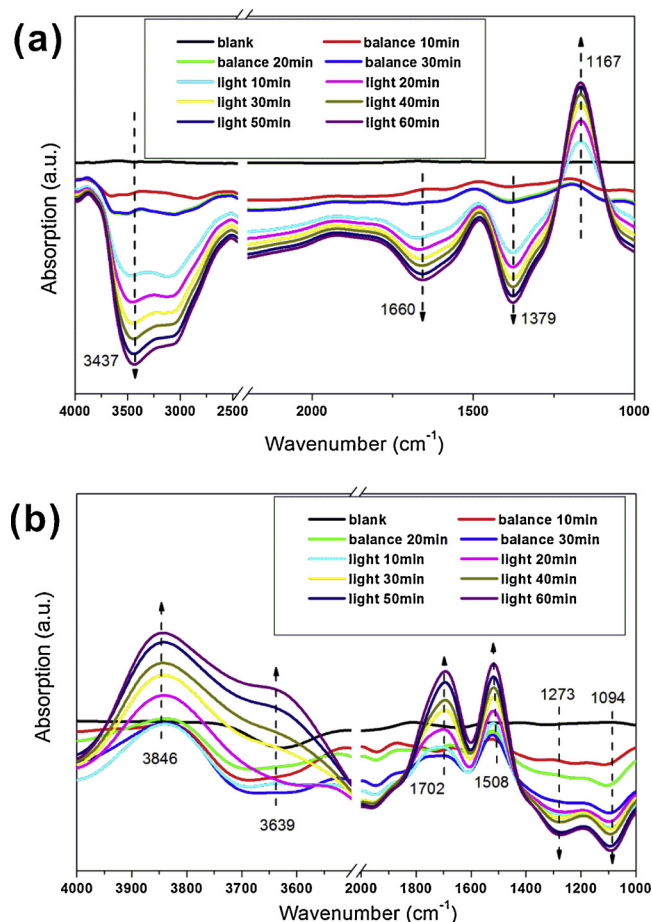 (a)
blank
balance 10min
balance 20min
balance 30min
light 10min
light 20min
light 30min
light 40min
light 50min
light 60min
1167
1660
1379
3437
Absorption (a.u.)
4000 3500 3000 2500 2000 1500 1000
Wavenumber (cm-1)
(b)
blank
balance 10min
balance 20min
balance 30min
light 10min
light 20min
light 30min
light 40min
light 50min
light 60min
1273 1094
3846
1702 1508
3639
Absorption (a.u.)
4000 3800 3600 2000 1800 1600 1400 1200 1000
Wavenumber (cm-1)